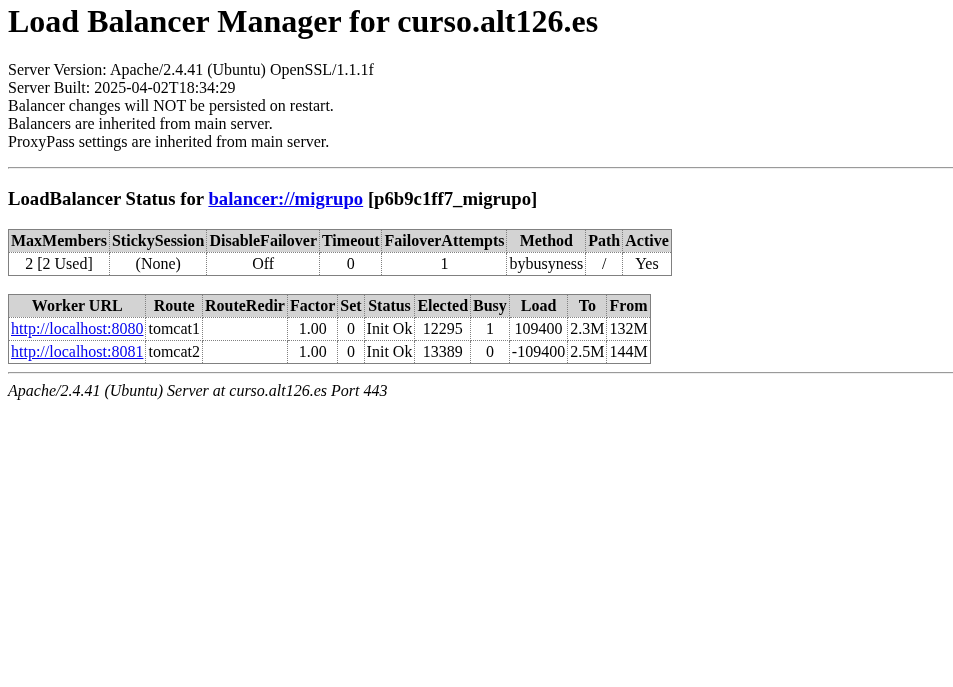 Load Balancer Manager for curso.alt126.es
Server Version: Apache/2.4.41 (Ubuntu) OpenSSL/1.1.1f
Server Built: 2025-04-02T18:34:29
Balancer changes will NOT be persisted on restart.
Balancers are inherited from main server.
ProxyPass settings are inherited from main server.
LoadBalancer Status for balancer://migrupo [p6b9c1ff7_migrupo]
MaxMembers StickySession DisableFailover Timeout FailoverAttempts Method Path Active
2 [2 Used] (None) Off 0 1 bybusyness / Yes
Worker URL Route RouteRedir Factor Set Status Elected Busy Load To From
http://localhost:8080 tomcat1 1.00 0 Init Ok 12295 1 109400 2.3M 132M
http://localhost:8081 tomcat2 1.00 0 Init Ok 13389 0 -109400 2.5M 144M
Apache/2.4.41 (Ubuntu) Server at curso.alt126.es Port 443